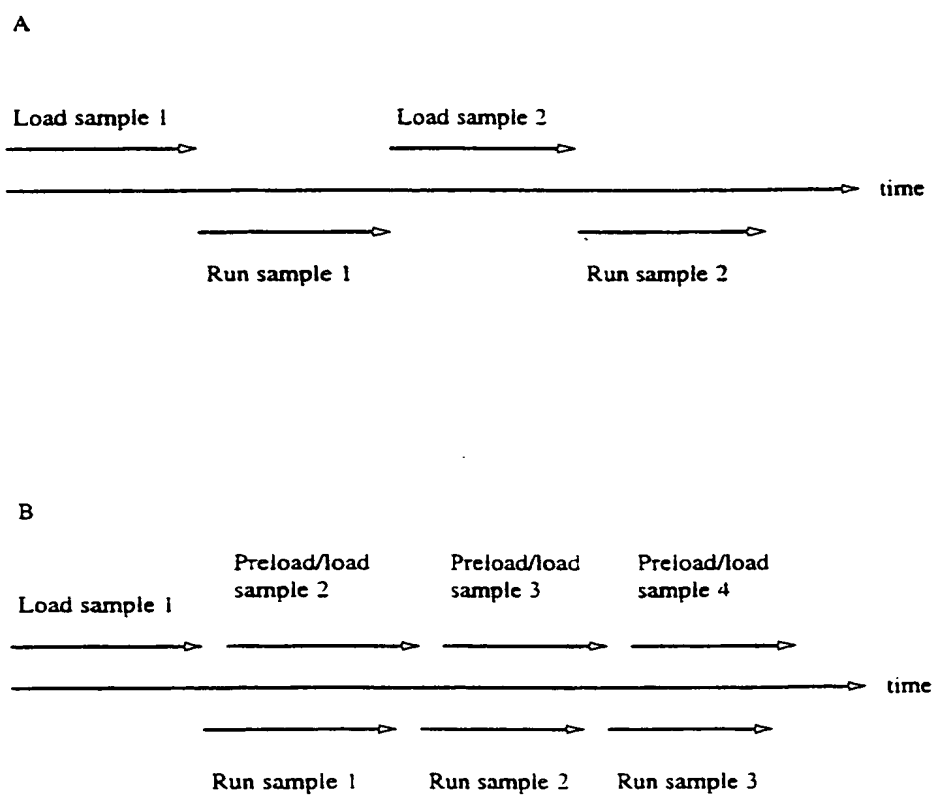 A
Load sample 1
Load sample 2
time
Run sample 1
Run sample 2
B
Preload/load
sample 2
Preload/load
sample 3
Preload/load
sample 4
Load sample 1
time
Run sample 1
Run sample 2
Run sample 3